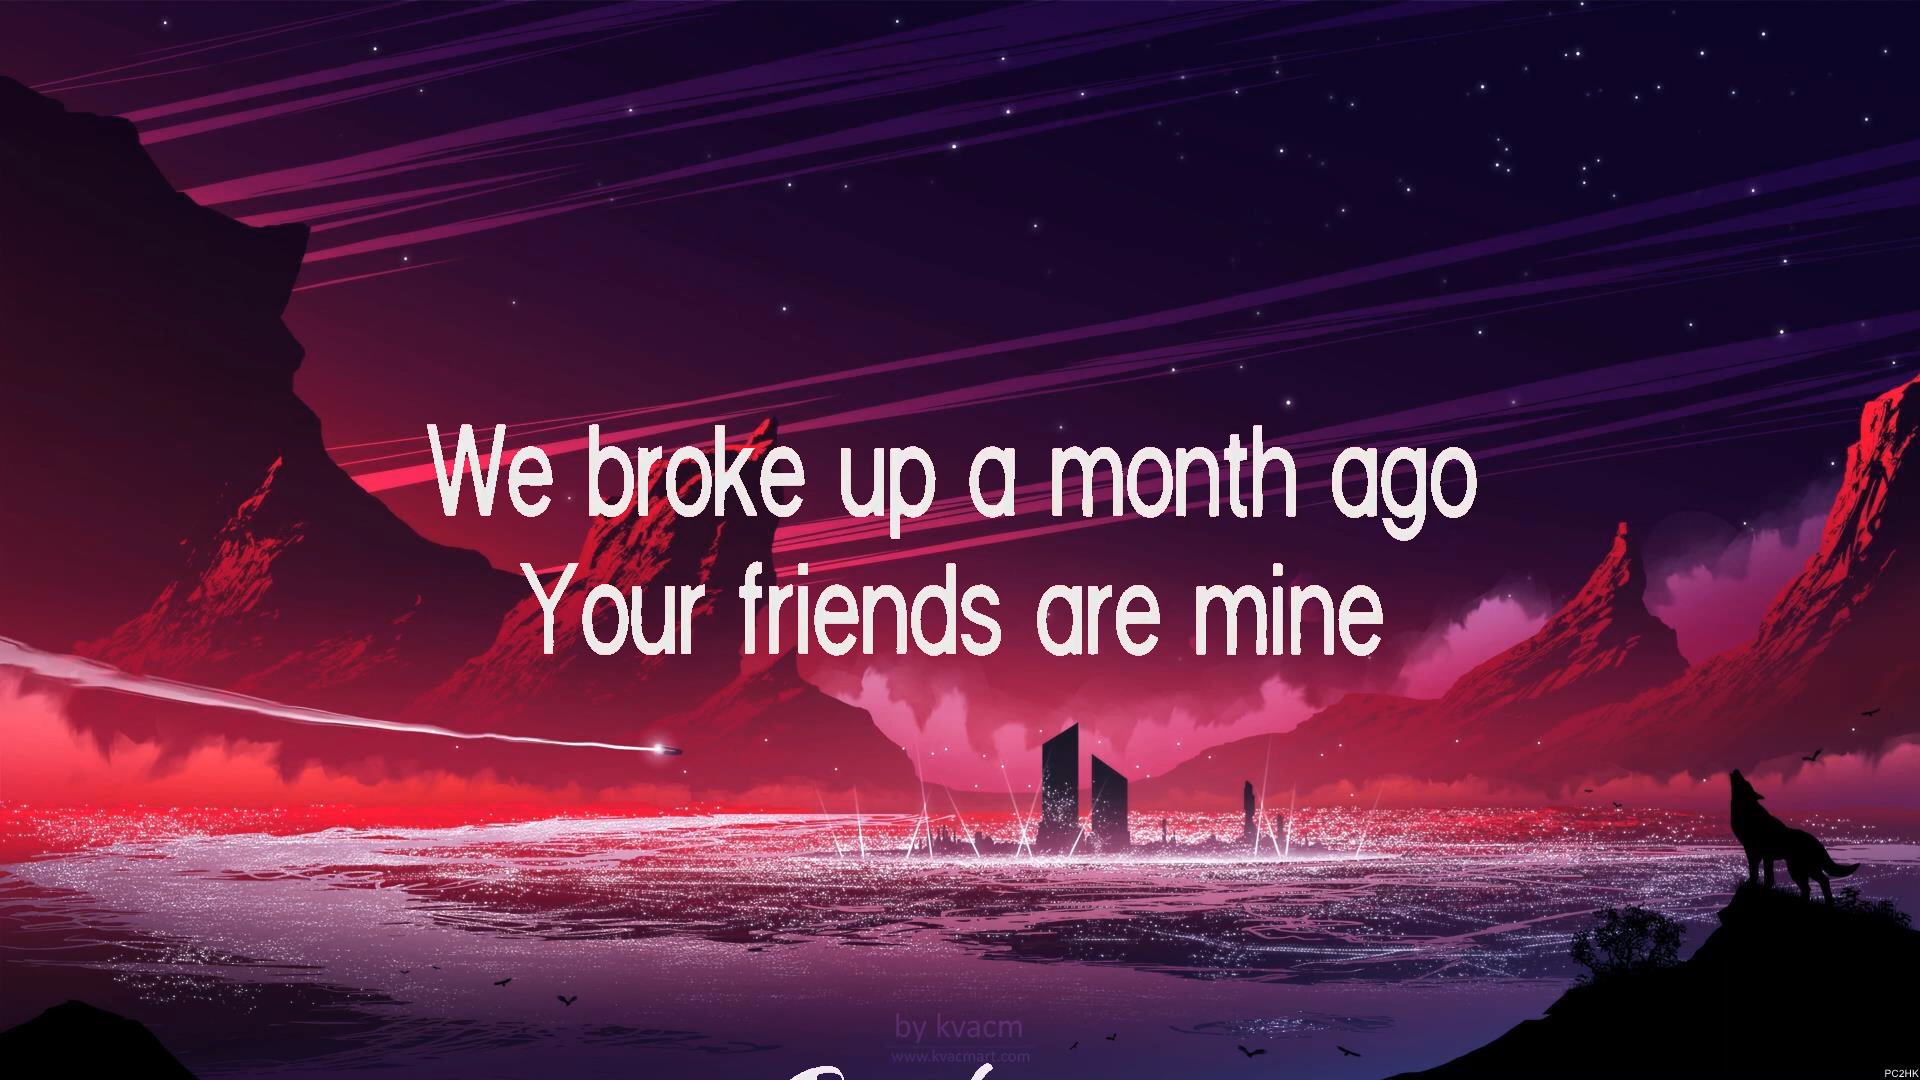 We broke up a month ago
Your friends are mine
by kvacm
www.kvacmart.com
PC2HK